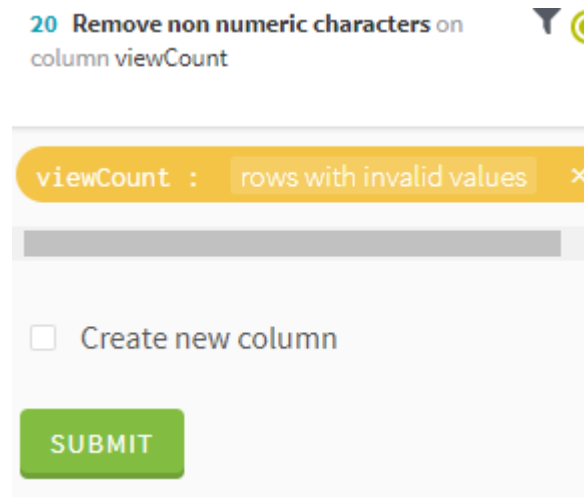 20 Remove non numeric characters on
column viewCount
viewCount : rows with invalid values ×
Create new column
SUBMIT